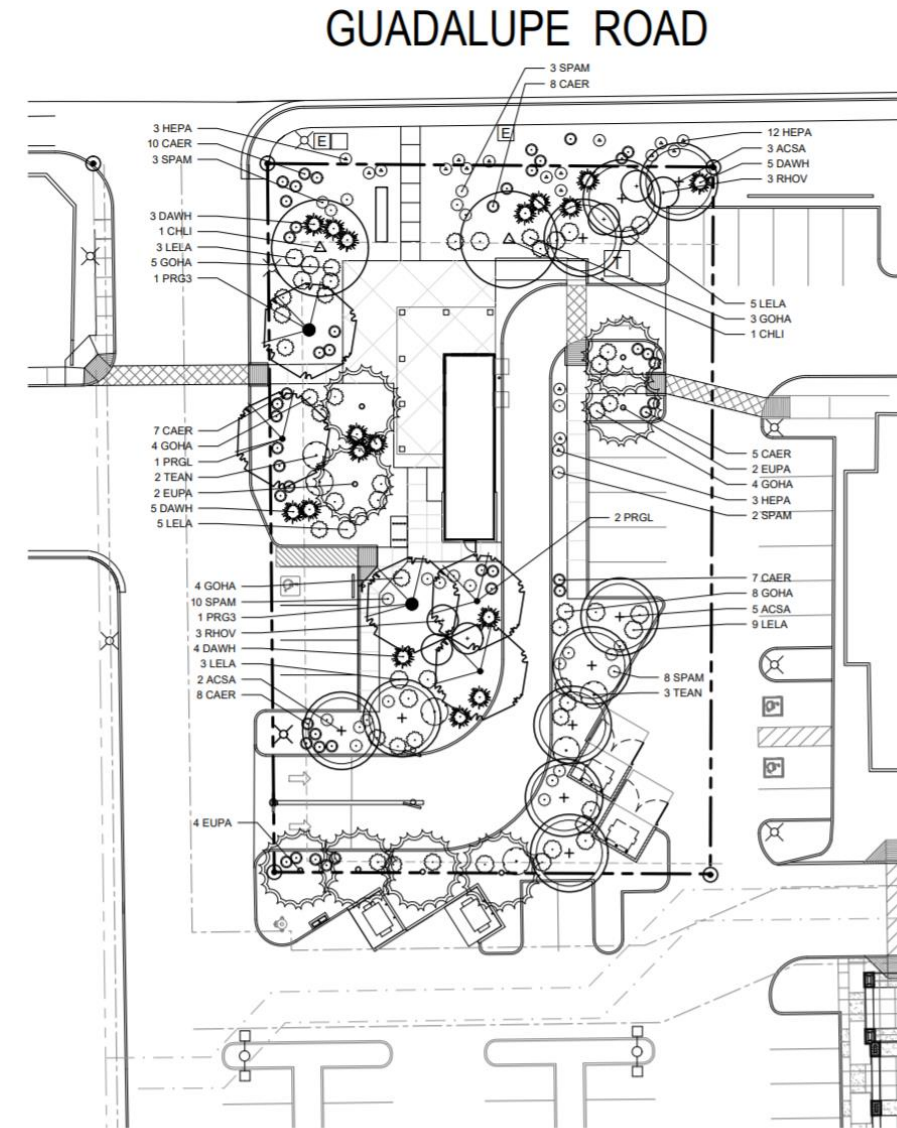 GUADALUPE ROAD
3 SPAM
8 CAER
3 HEPA
10 CAER
3 SPAM
E
E
12 HEPA
3 ACSA
5 DAWH
3 RHOV
3 DAWH
1 CHLI
3 LELA
5 GOHA
1 PRG3
T
5 LELA
3 GOHA
1 CHLI
7 CAER
4 GOHA
1 PRGL
2 TEAN
2 EUPA
5 DAWH
5 LELA
5 CAER
2 EUPA
4 GOHA
3 HEPA
2 SPAM
2 PRGL
4 GOHA
10 SPAM
1 PRG3
3 RHOV
4 DAWH
3 LELA
2 ACSA
8 CAER
7 CAER
8 GOHA
5 ACSA
9 LELA
8 SPAM
3 TEAN
4 EUPA